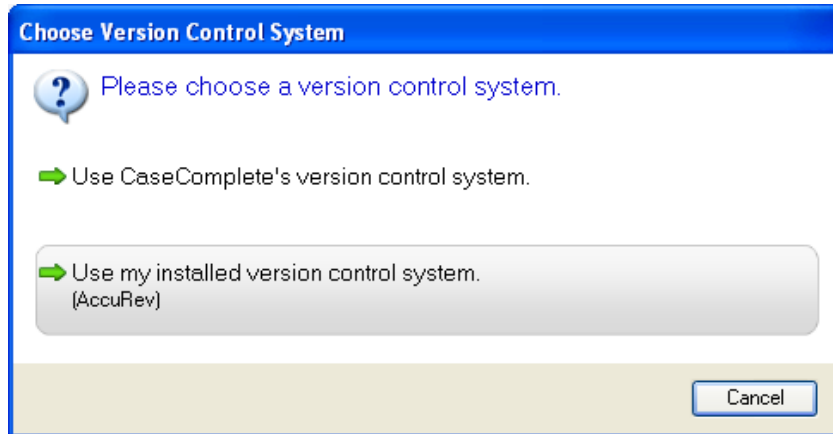 Choose Version Control System
Please choose a version control system.
Use CaseComplete's version control system.
Use my installed version control system.
(AccuRev)
Cancel